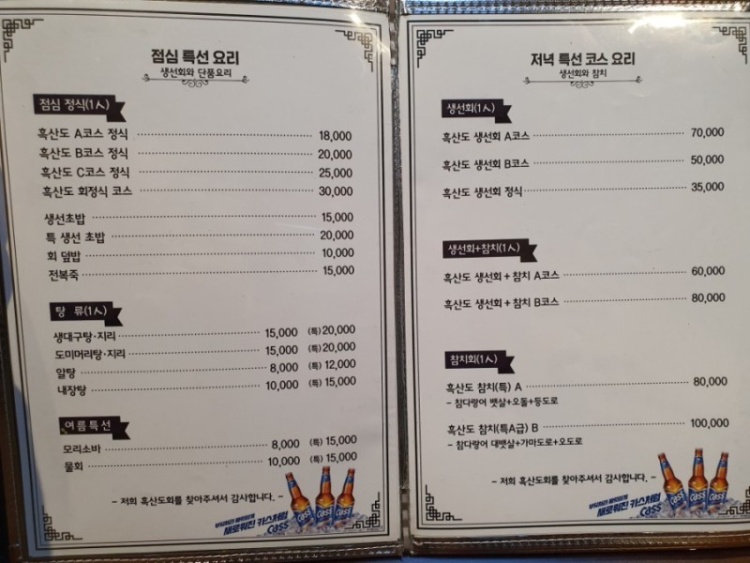 점심 특선 요리
생선회와 단품요리
점심 정식(1人)
흑산도 A코스 정식 18,000
흑산도 B코스 정식 20,000
흑산도 C코스 정식 25,000
흑산도 회정식 코스 30,000
생선초밥 15,000
특 생선 초밥 20,000
회 덮밥 10,000
전복죽 15,000
탕 류(1人)
생대구탕·지리 15,000 (특)20,000
도미머리탕·지리 15,000 (특)20,000
알탕 8,000 (특) 12,000
내장탕 10,000 (특) 15,000
여름특선
모리소바 8,000 (특) 15,000
물회 10,000 (특) 15,000
- 저희 흑산도회를 찾아주셔서 감사합니다. -
새로워진 카스처럼
Cass
저녁 특선 코스 요리
생선회와 참치
생선회(1人)
흑산도 생선회 A코스 70,000
흑산도 생선회 B코스 50,000
흑산도 생선회 정식 35,000
생선회+참치(1人)
흑산도 생선회 + 참치 A코스 60,000
흑산도 생선회 + 참치 B코스 80,000
참치회(1人)
흑산도 참치(특) A 80,000
- 참다랑어 뱃살+오돌+등도로
흑산도 참치(특A급) B 100,000
- 참다랑어 대뱃살+가마도로+오도로
- 저희 흑산도회를 찾아주셔서 감사합니다. -
새로워진 카스처럼
Cass